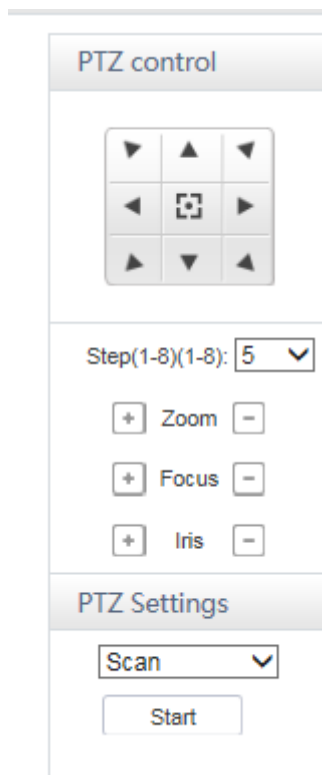 PTZ control
Step(1-8)(1-8): 5
+ Zoom -
+ Focus -
+ Iris -
PTZ Settings
Scan
Start